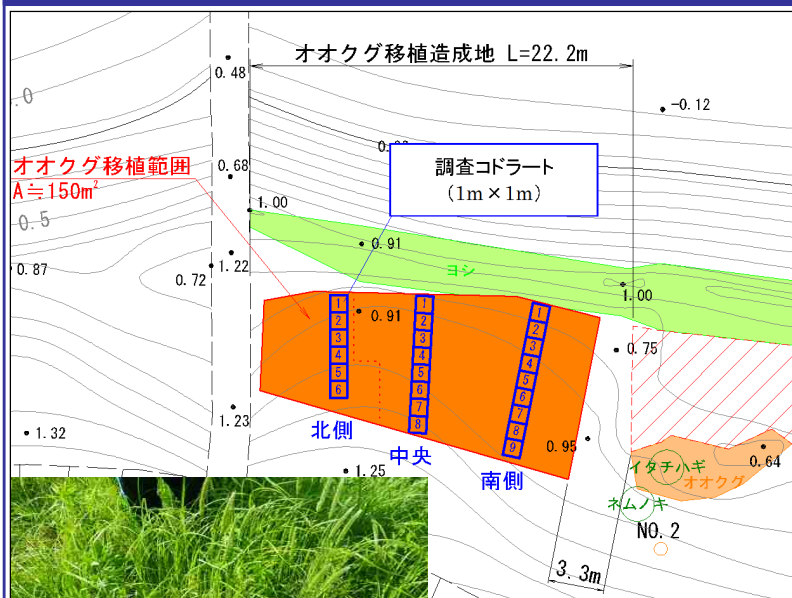 オオクグ移植造成地 L=22.2m
0.48
-0.12
調査コドラート
(1m×1m)
オオクグ移植範囲
A≒150m²
0.68
1.00
0.5
0.91
ヨシ
0.87
0.72
1.22
1.00
0.91
0.75
1
2
3
4
5
6
1
2
3
4
5
6
7
8
1
2
3
4
5
6
7
8
9
1.23
1.32
北側
中央
南側
0.95
0.64
1.25
イタチハギ
オオクグ
ネムノキ
NO.2
3.3m